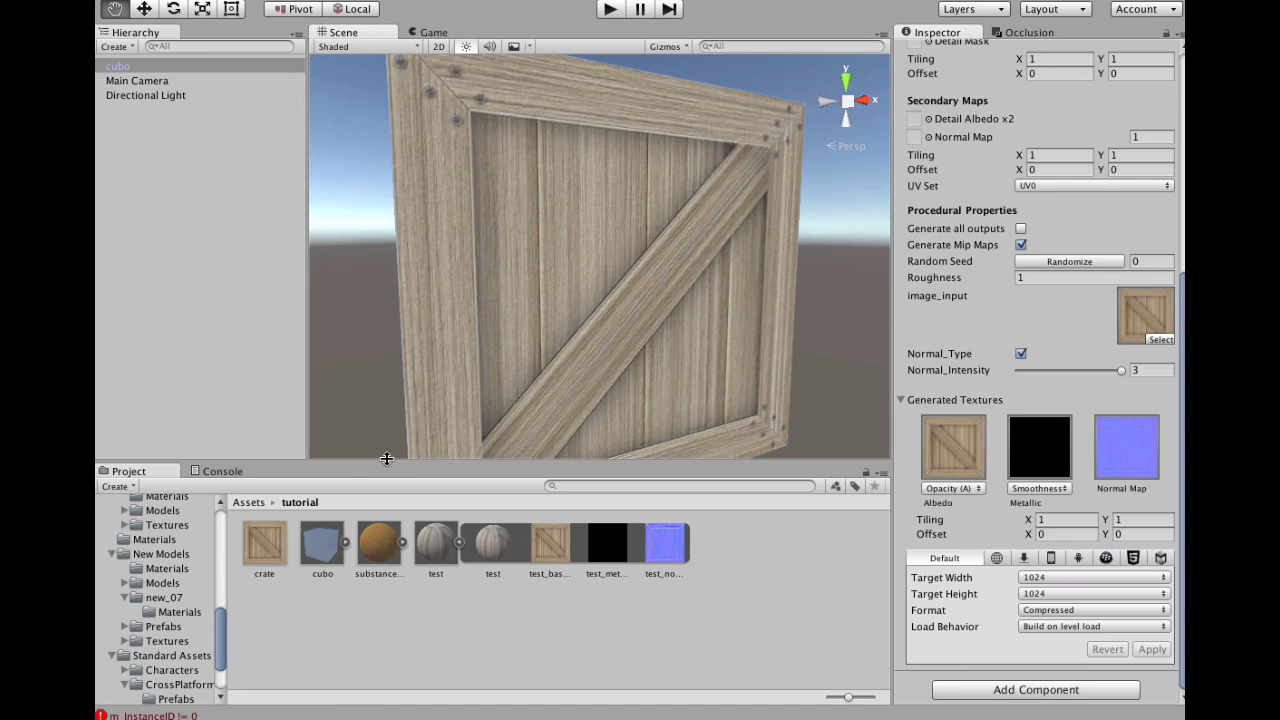 Pivot Local Layers Layout Account
Hierarchy
Create All
cubo
Main Camera
Directional Light
Scene Game
Shaded 2D Gizmos All
y
x
Persp
Inspector Occlusion
Detail Mask
Tiling X 1 Y 1
Offset X 0 Y 0
Secondary Maps
Detail Albedo x2
Normal Map 1
Tiling X 1 Y 1
Offset X 0 Y 0
UV Set UV0
Procedural Properties
Generate all outputs
Generate Mip Maps
Random Seed Randomize 0
Roughness 1
image_input
Select
Normal_Type
Normal_Intensity 3
Generated Textures
Opacity (A) Smoothness Normal Map
Albedo Metallic
Tiling X 1 Y 1
Offset X 0 Y 0
Default
Target Width 1024
Target Height 1024
Format Compressed
Load Behavior Build on level load
Revert Apply
Add Component
Project Console
Create
Materials
Models
Textures
Materials
New Models
Materials
Models
new_07
Materials
Prefabs
Textures
Standard Assets
Characters
CrossPlatform
Prefabs
Assets tutorial
crate cubo substance... test test test_bas... test_met... test_no...
m_InstanceID != 0